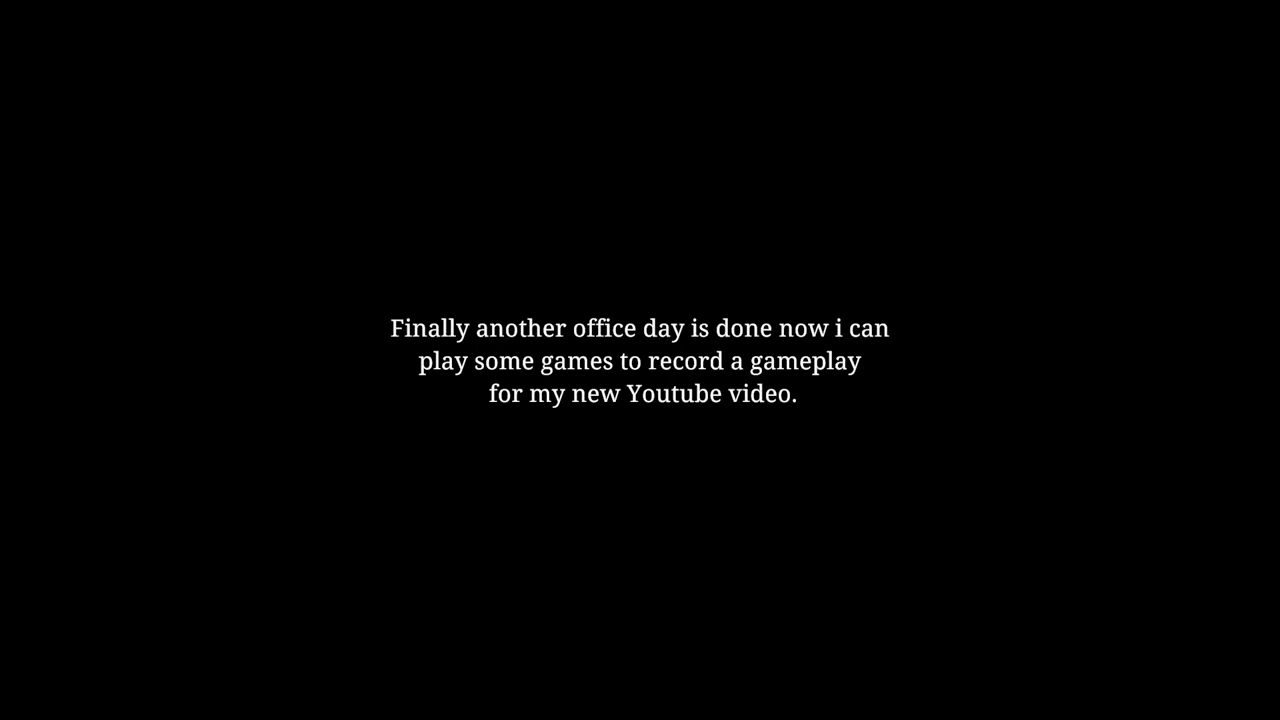 Finally another office day is done now i can
play some games to record a gameplay
for my new Youtube video.